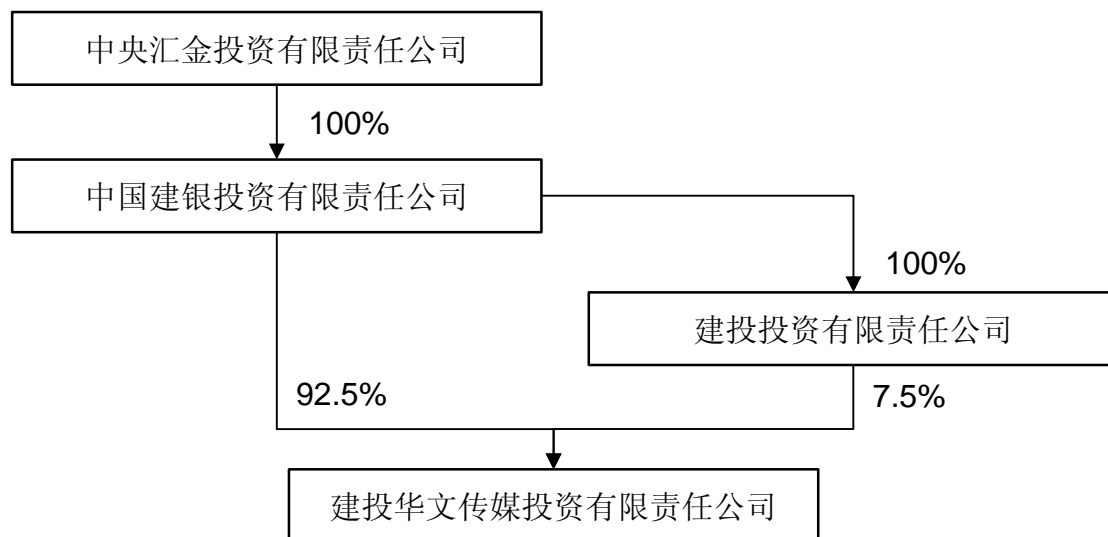 中央汇金投资有限责任公司
100%
中国建银投资有限责任公司
100%
建投投资有限责任公司
92.5%
7.5%
建投华文传媒投资有限责任公司